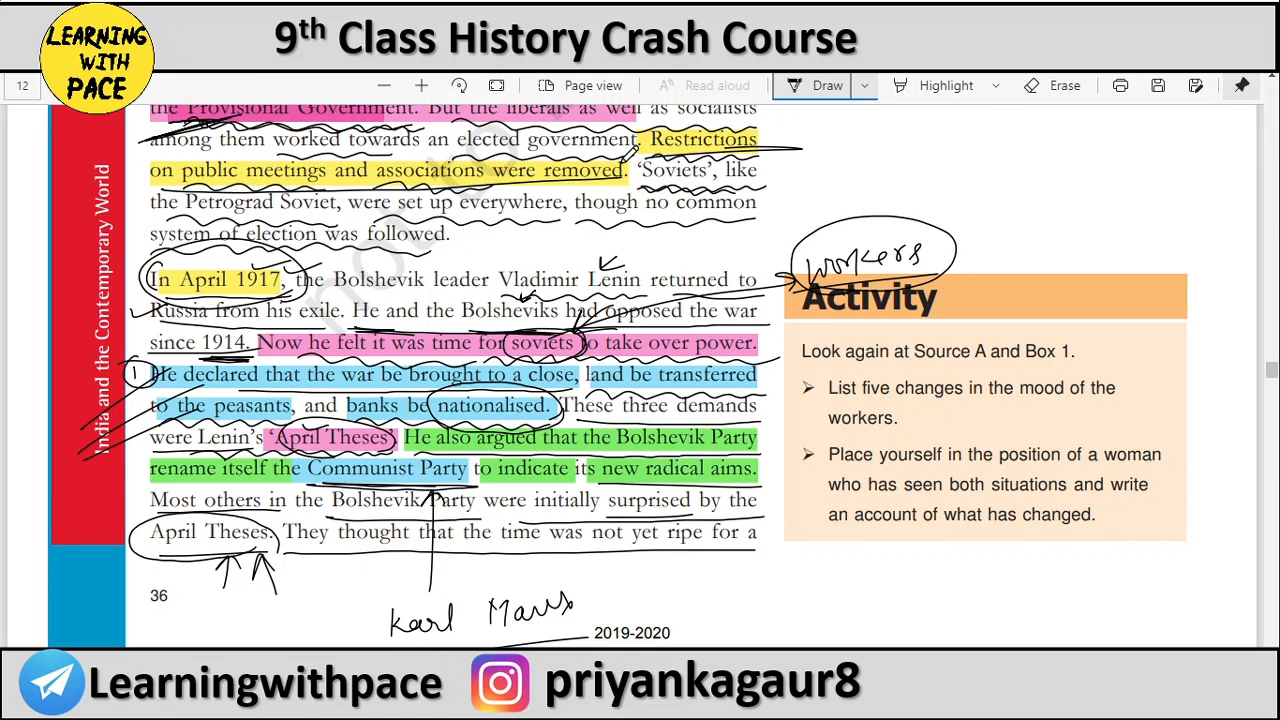 LEARNING
WITH
PACE
9th Class History Crash Course
12
Page view
Read aloud
Draw
Highlight
Erase
the Provisional Government. But the liberals as well as socialists
among them worked towards an elected government. Restrictions
on public meetings and associations were removed. ‘Soviets’, like
the Petrograd Soviet, were set up everywhere, though no common
system of election was followed.
In April 1917, the Bolshevik leader Vladimir Lenin returned to
Russia from his exile. He and the Bolsheviks had opposed the war
since 1914. Now he felt it was time for soviets to take over power.
1 He declared that the war be brought to a close, land be transferred
to the peasants, and banks be nationalised. These three demands
were Lenin’s ‘April Theses’. He also argued that the Bolshevik Party
rename itself the Communist Party to indicate its new radical aims.
Most others in the Bolshevik Party were initially surprised by the
April Theses. They thought that the time was not yet ripe for a
India and the Contemporary World
not to
workers
Activity
Look again at Source A and Box 1.
➢ List five changes in the mood of the
workers.
➢ Place yourself in the position of a woman
who has seen both situations and write
an account of what has changed.
36
Karl
2019-2020
Learningwithpace
priyankagaur8